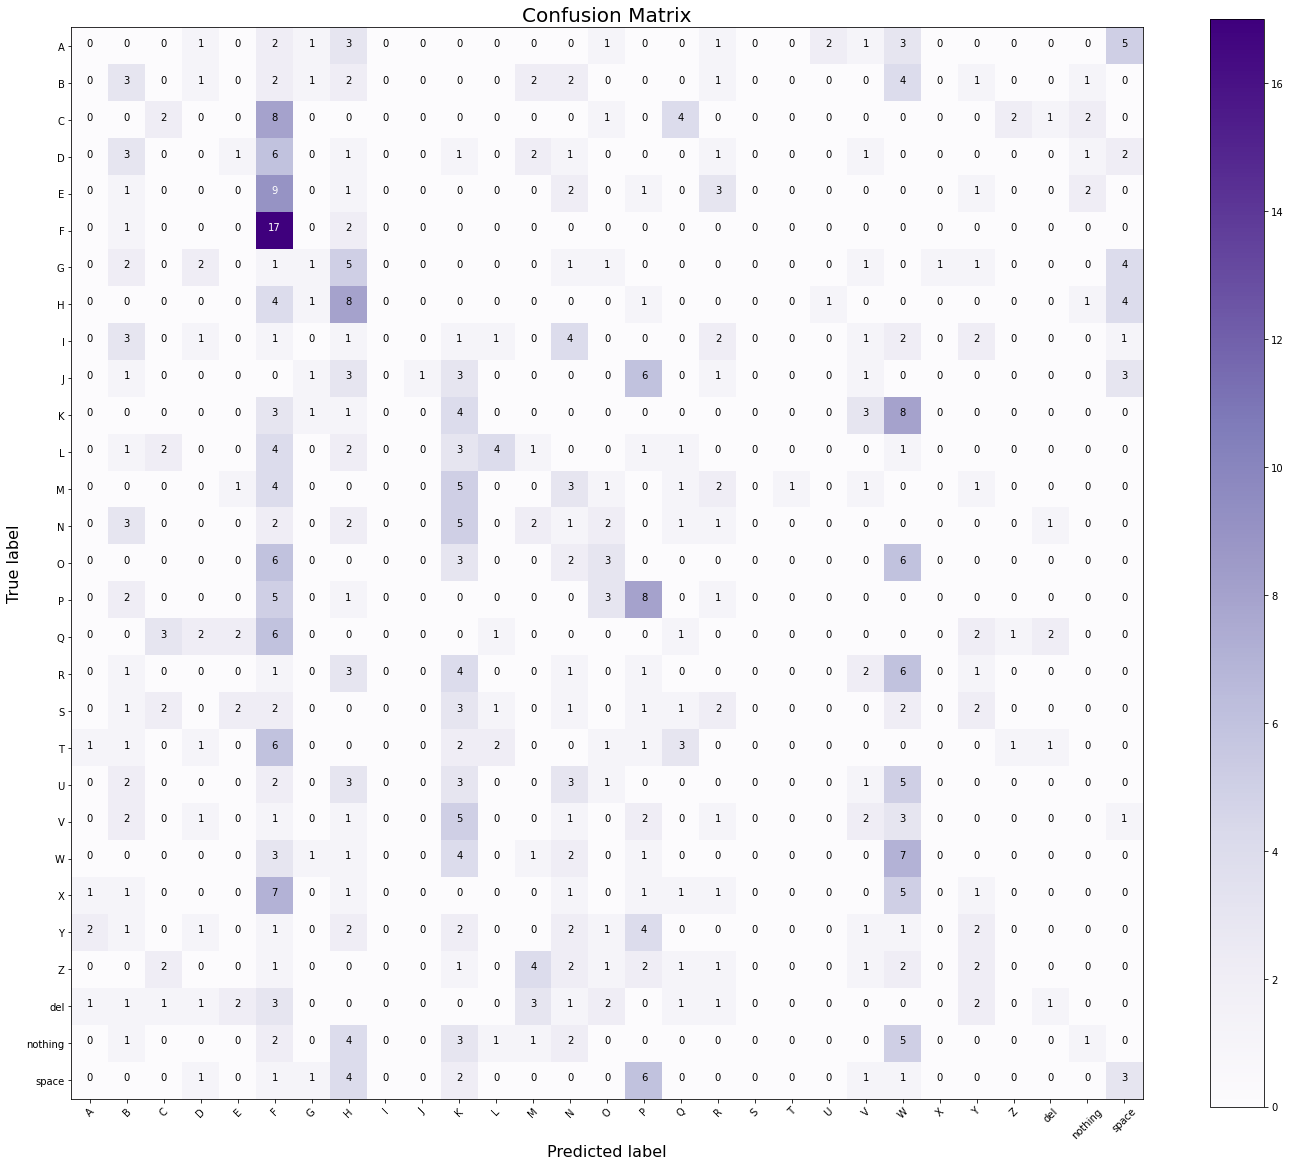 Confusion Matrix
A 0 0 0 1 0 2 1 3 0 0 0 0 0 0 1 0 0 1 0 0 2 1 3 0 0 0 0 0 5
B 0 3 0 1 0 2 1 2 0 0 0 0 2 2 0 0 0 1 0 0 0 0 4 0 1 0 0 1 0
C 0 0 2 0 0 8 0 0 0 0 0 0 0 0 1 0 4 0 0 0 0 0 0 0 0 2 1 2 0
D 0 3 0 0 1 6 0 1 0 0 1 0 2 1 0 0 0 1 0 0 0 1 0 0 0 0 0 1 2
E 0 1 0 0 0 9 0 1 0 0 0 0 0 2 0 1 0 3 0 0 0 0 0 0 1 0 0 2 0
F 0 1 0 0 0 17 0 2 0 0 0 0 0 0 0 0 0 0 0 0 0 0 0 0 0 0 0 0 0
G 0 2 0 2 0 1 1 5 0 0 0 0 0 1 1 0 0 0 0 0 0 1 0 1 1 0 0 0 4
H 0 0 0 0 0 4 1 8 0 0 0 0 0 0 0 1 0 0 0 0 1 0 0 0 0 0 0 1 4
I 0 3 0 1 0 1 0 1 0 0 1 1 0 4 0 0 0 2 0 0 0 1 2 0 2 0 0 0 1
J 0 1 0 0 0 0 1 3 0 1 3 0 0 0 0 6 0 1 0 0 0 1 0 0 0 0 0 0 3
K 0 0 0 0 0 3 1 1 0 0 4 0 0 0 0 0 0 0 0 0 0 3 8 0 0 0 0 0 0
L 0 1 2 0 0 4 0 2 0 0 3 4 1 0 0 1 1 0 0 0 0 0 1 0 0 0 0 0 0
M 0 0 0 0 1 4 0 0 0 0 5 0 0 3 1 0 1 2 0 1 0 1 0 0 1 0 0 0 0
N 0 3 0 0 0 2 0 2 0 0 5 0 2 1 2 0 1 1 0 0 0 0 0 0 0 0 1 0 0
O 0 0 0 0 0 6 0 0 0 0 3 0 0 2 3 0 0 0 0 0 0 0 6 0 0 0 0 0 0
P 0 2 0 0 0 5 0 1 0 0 0 0 0 0 3 8 0 1 0 0 0 0 0 0 0 0 0 0 0
Q 0 0 3 2 2 6 0 0 0 0 0 1 0 0 0 0 1 0 0 0 0 0 0 0 2 1 2 0 0
R 0 1 0 0 0 1 0 3 0 0 4 0 0 1 0 1 0 0 0 0 0 2 6 0 1 0 0 0 0
S 0 1 2 0 2 2 0 0 0 0 3 1 0 1 0 1 1 2 0 0 0 0 2 0 2 0 0 0 0
T 1 1 0 1 0 6 0 0 0 0 2 2 0 0 1 1 3 0 0 0 0 0 0 0 0 1 1 0 0
U 0 2 0 0 0 2 0 3 0 0 3 0 0 3 1 0 0 0 0 0 0 1 5 0 0 0 0 0 0
V 0 2 0 1 0 1 0 1 0 0 5 0 0 1 0 2 0 1 0 0 0 2 3 0 0 0 0 0 1
W 0 0 0 0 0 3 1 1 0 0 4 0 1 2 0 1 0 0 0 0 0 0 7 0 0 0 0 0 0
X 1 1 0 0 0 7 0 1 0 0 0 0 0 1 0 1 1 1 0 0 0 0 5 0 1 0 0 0 0
Y 2 1 0 1 0 1 0 2 0 0 2 0 0 2 1 4 0 0 0 0 0 1 1 0 2 0 0 0 0
Z 0 0 2 0 0 1 0 0 0 0 1 0 4 2 1 2 1 1 0 0 0 1 2 0 2 0 0 0 0
del 1 1 1 1 2 3 0 0 0 0 0 0 3 1 2 0 1 1 0 0 0 0 0 0 2 0 1 0 0
nothing 0 1 0 0 0 2 0 4 0 0 3 1 1 2 0 0 0 0 0 0 0 0 5 0 0 0 0 1 0
space 0 0 0 1 0 1 1 4 0 0 2 0 0 0 0 6 0 0 0 0 0 1 1 0 0 0 0 0 3
A B C D E F G H I J K L M N O P Q R S T U V W X Y Z del nothing space
Predicted label
True label
16
14
12
10
8
6
4
2
0